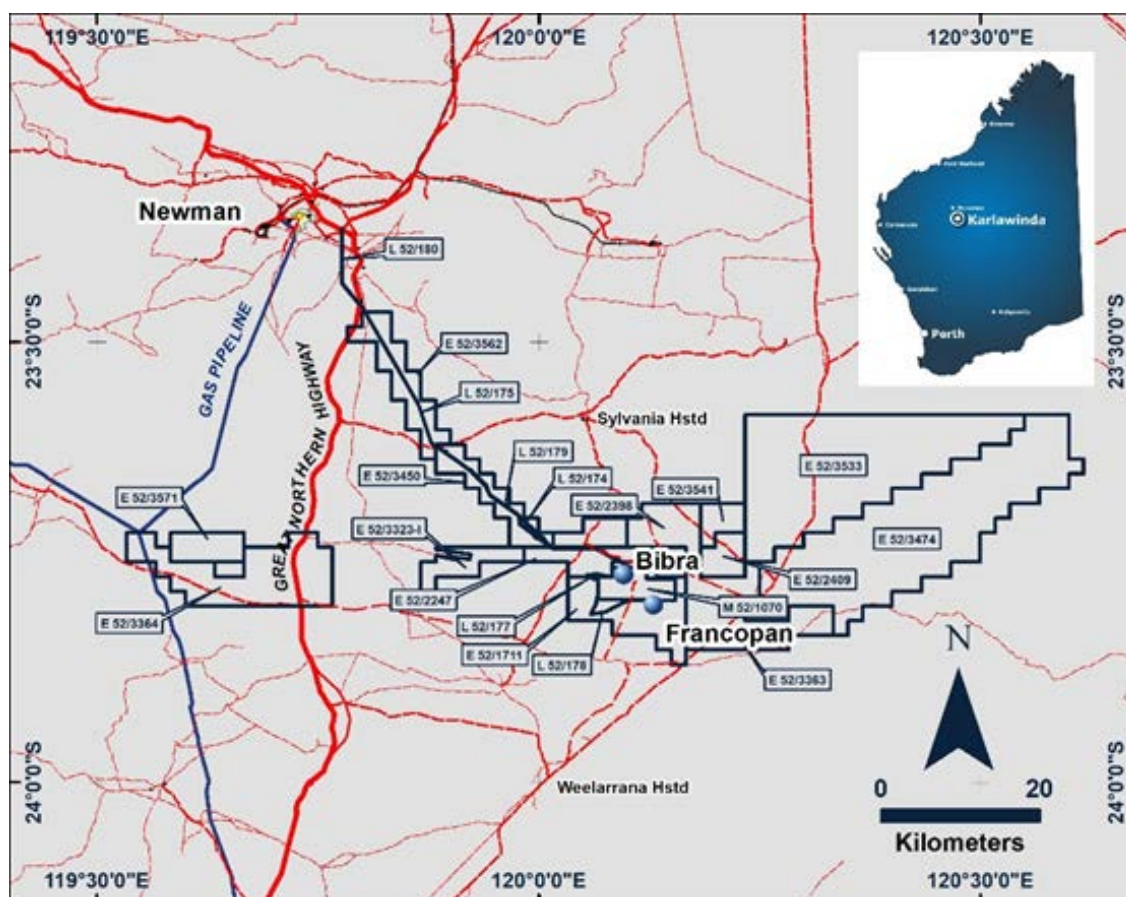 119°30'0"E
120°0'0"E
120°30'0"E
Karlawinda
Perth
Newman
L 52/180
23°30'0"S
23°30'0"S
E 52/3562
GAS PIPELINE
GREAT NORTHERN HIGHWAY
L 52/175
Sylvania Hstd
L 52/179
E 52/3533
E 52/3450
L 52/174
E 52/3541
E 52/3571
E 52/2398
E 52/3323-I
E 52/3474
Bibra
E 52/2409
E 52/2247
M 52/1070
E 52/3364
L 52/177
Francopan
N
E 52/1711
L 52/178
E 52/3363
24°0'0"S
24°0'0"S
Weelarrana Hstd
0
20
Kilometers
119°30'0"E
120°0'0"E
120°30'0"E